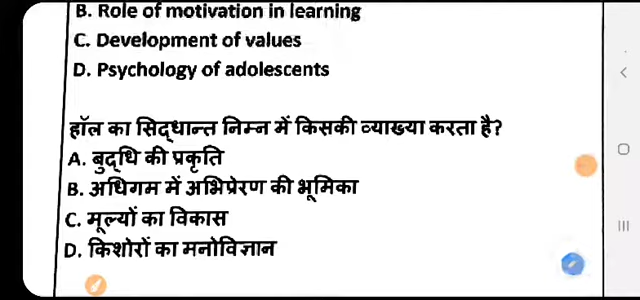 B. Role of motivation in learning
C. Development of values
D. Psychology of adolescents
हॉल का सिद्धान्त निम्न में किसकी व्याख्या करता है?
A. बुद्धि की प्रकृति
B. अधिगम में अभिप्रेरण की भूमिका
C. मूल्यों का विकास
D. किशोरों का मनोविज्ञान